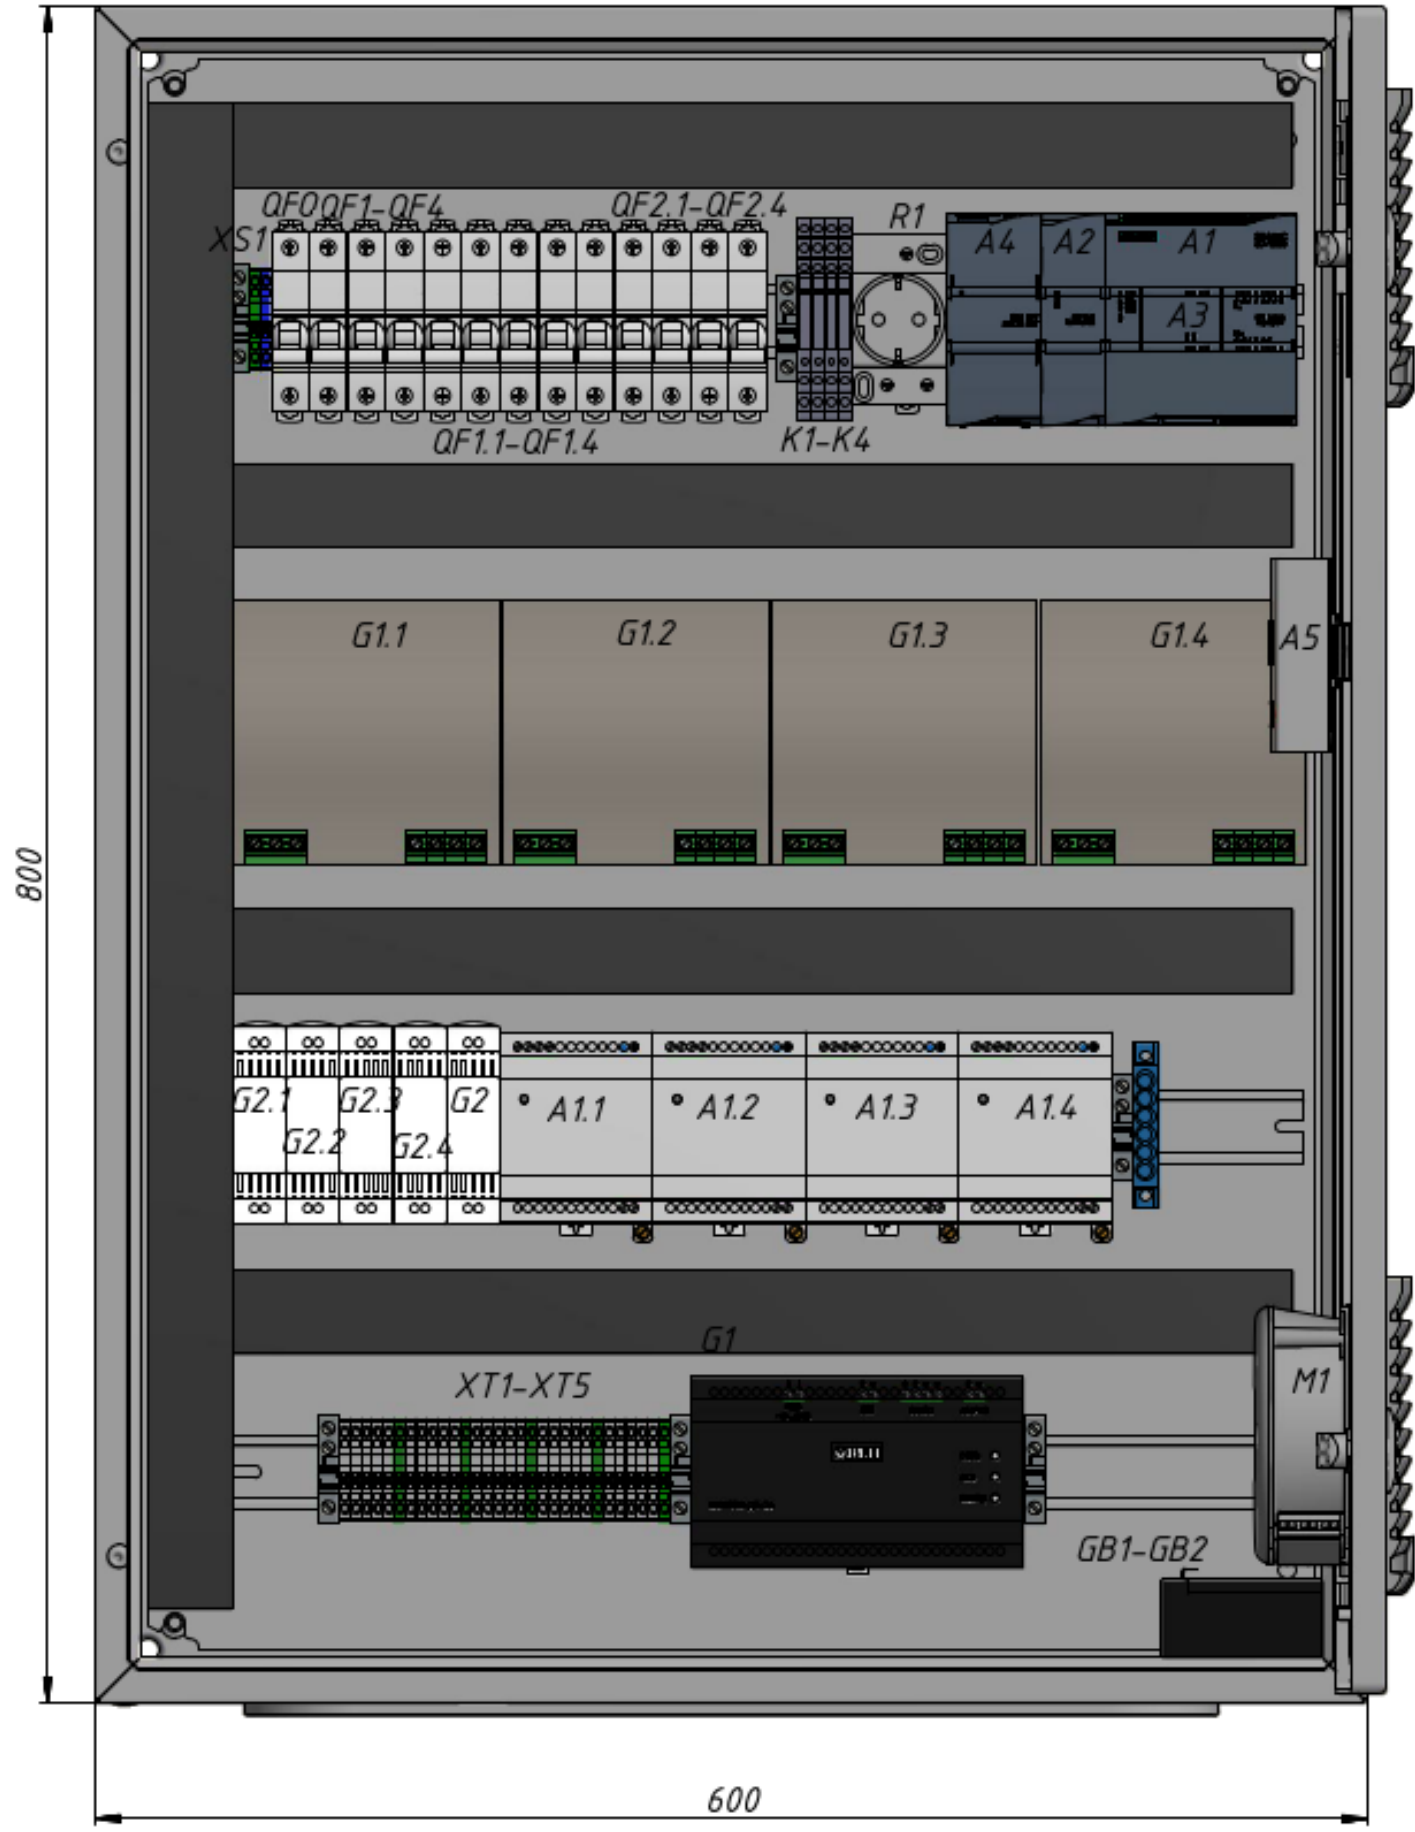 QF0 QF1-QF4 QF2.1-QF2.4
XS1 R1
A4 A2 A1
A3
QF1.1-QF1.4 K1-K4
G1.1 G1.2 G1.3 G1.4 A5
800
G2.1 G2.3 G2 A1.1 A1.2 A1.3 A1.4
G2.2 G2.4
G1
XT1-XT5 M1
GB1-GB2
600